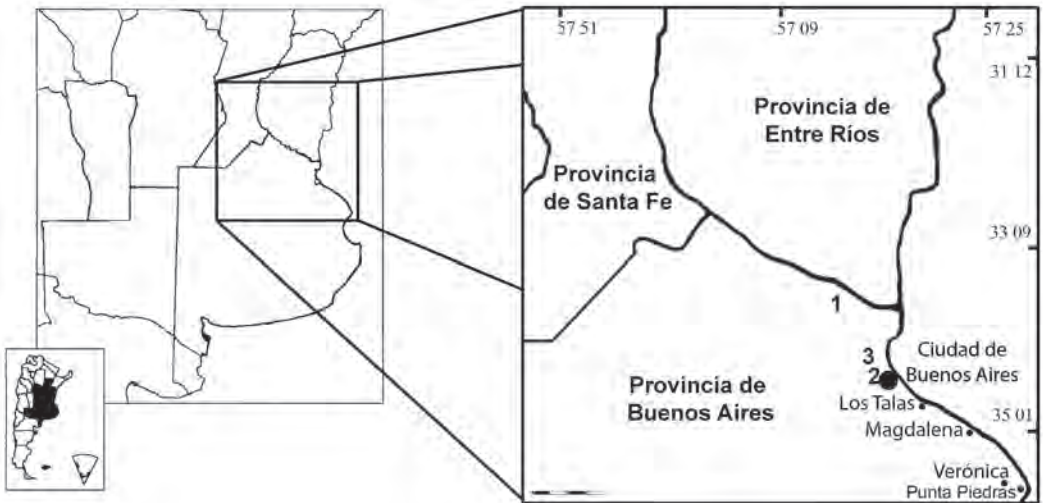 57 51
57 09
57 25
31 12
Provincia de
Entre Ríos
Provincia
de Santa Fe
33 09
1
3
Ciudad de
2
Buenos Aires
Provincia de
Buenos Aires
Los Talas
35 01
Magdalena
Verónica
Punta Piedras